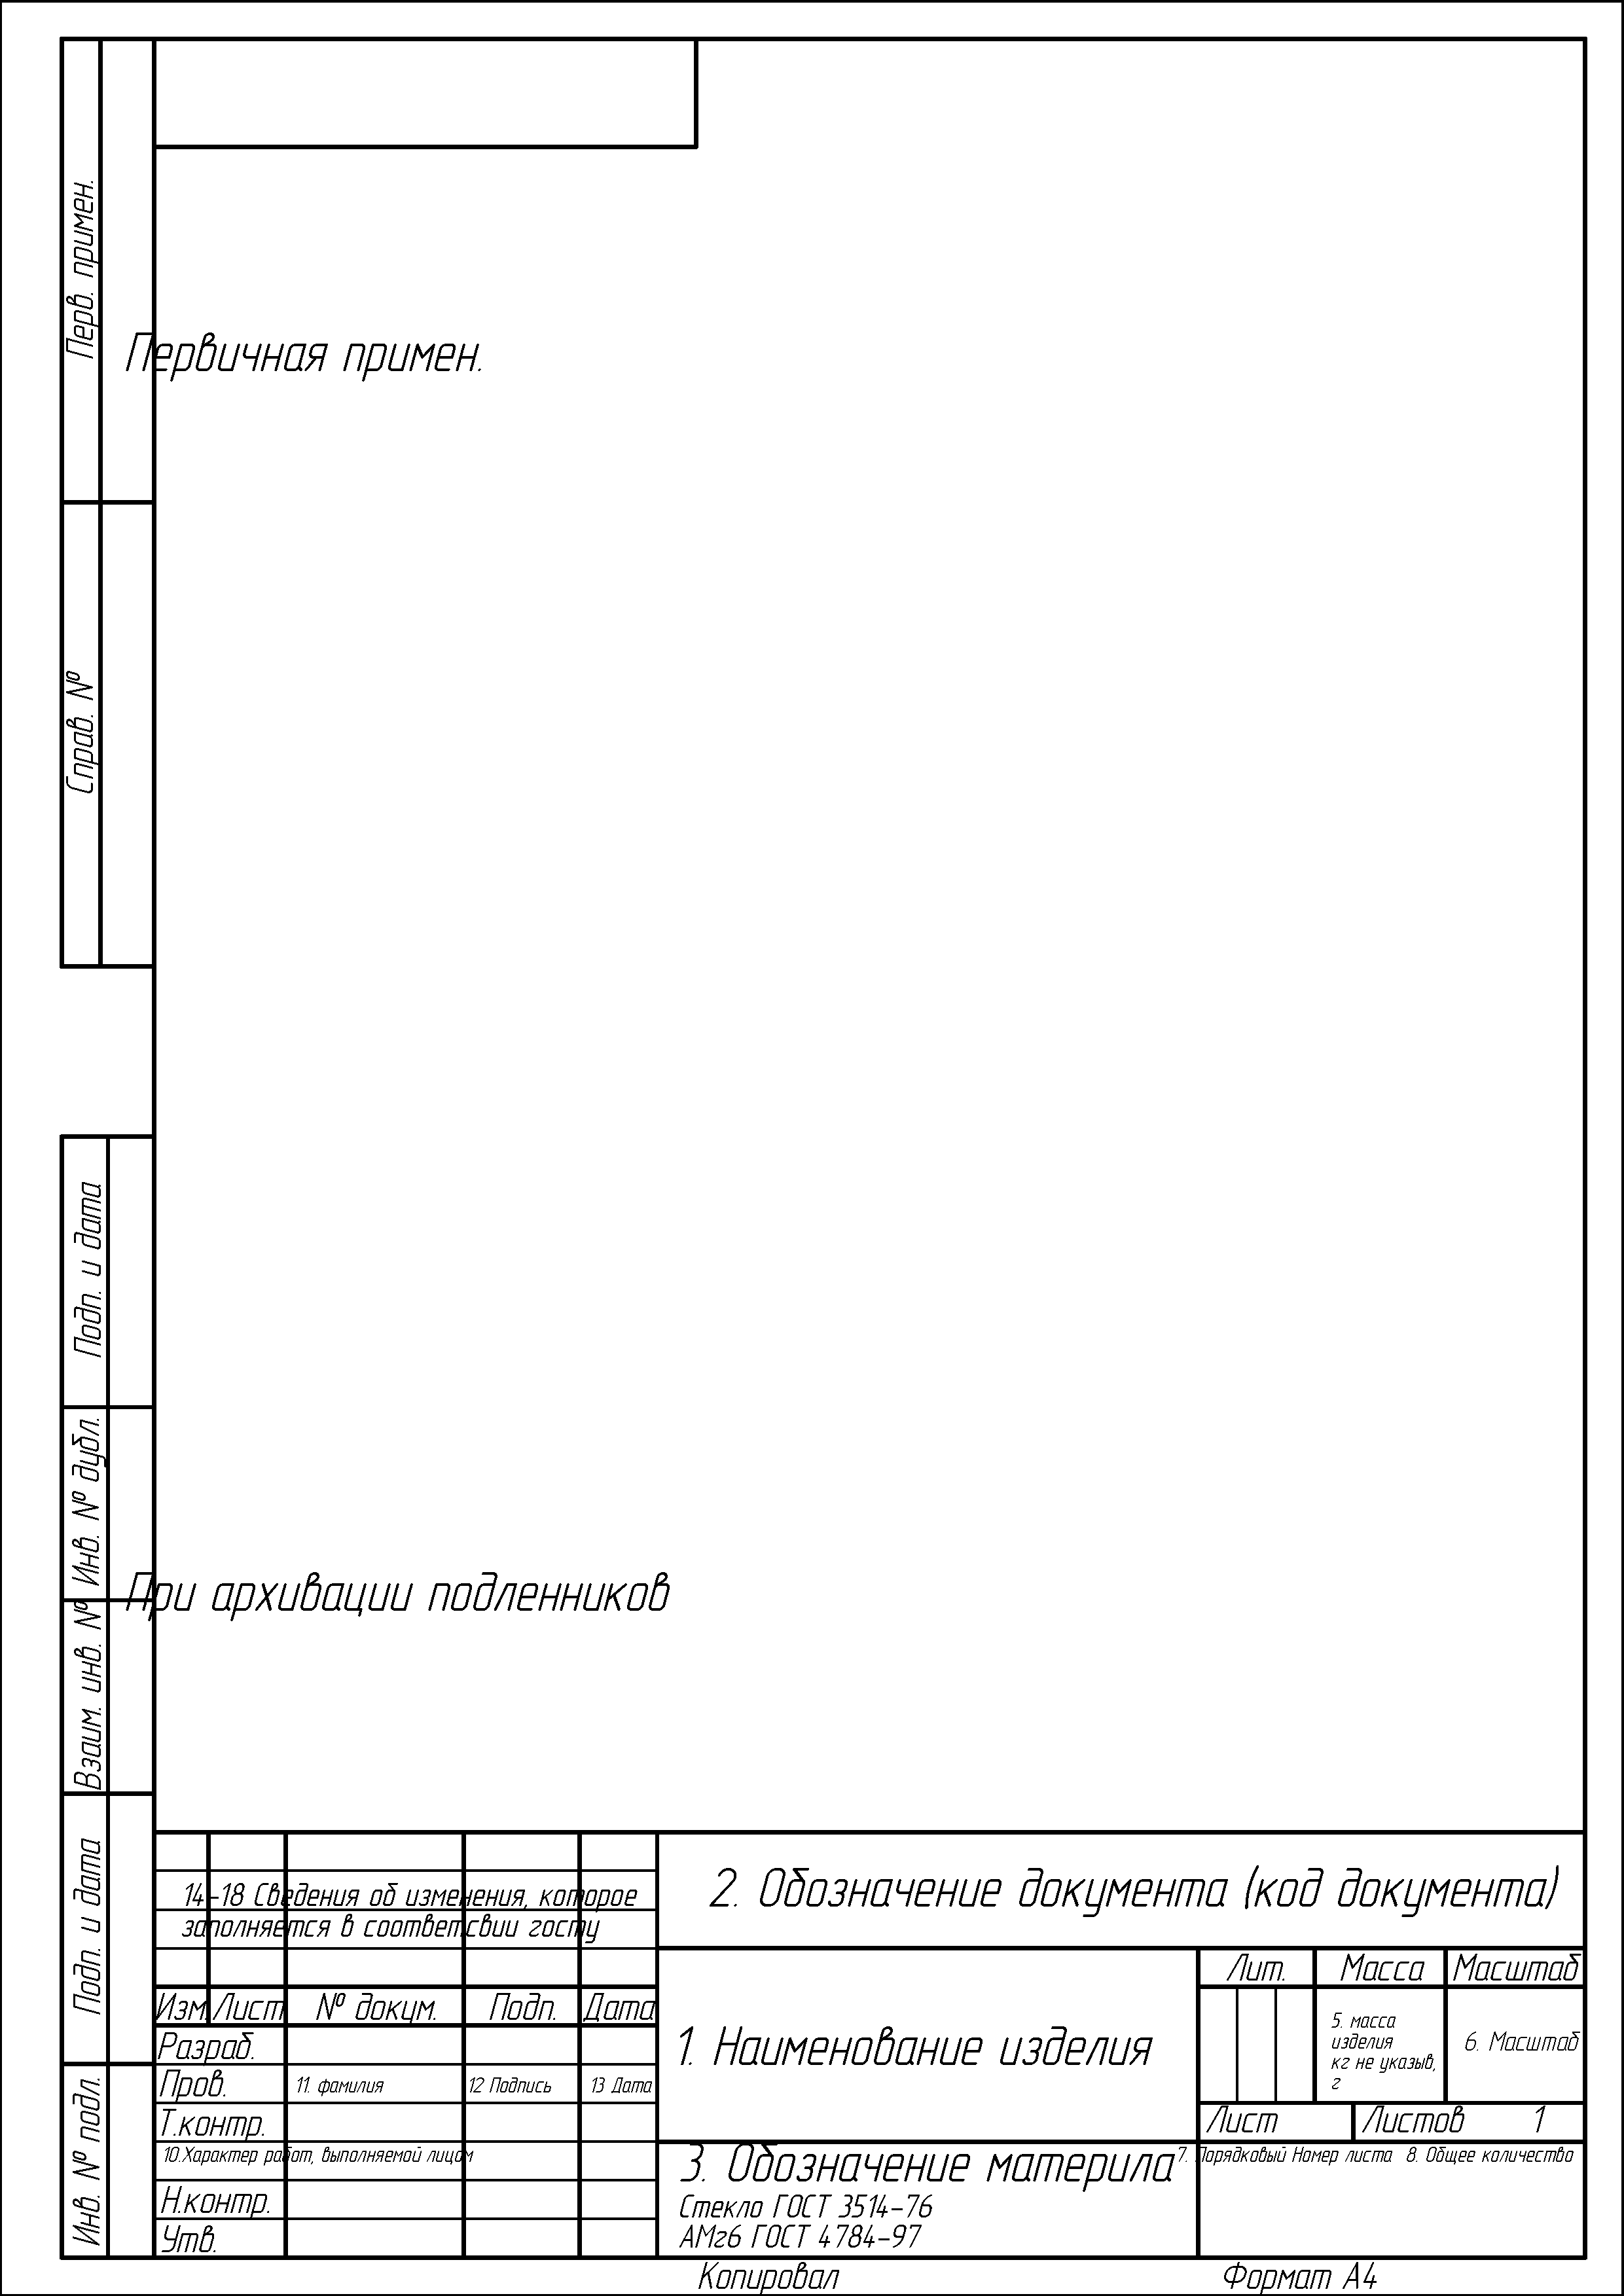 Перв. примен.
Первичная примен.
Справ. №
Подп. и дата
Инв. № дубл.
При архивации подленников
Взаим. инв. №
Подп. и дата
Инв. № подл.
14-18 Сведения об изменения, которое
заполняется в соответсвии госту
2. Обозначение документа (код документа)
Изм. Лист № докум. Подп. Дата
Разраб.
Пров. 11. фамилия 12 Подпись 13 Дата
Т.контр.
10.Характер работ, выполняемой лицом
Н.контр.
Утв.
1. Наименование изделия
Лит. Масса Масштаб
5. масса
изделия
кг не указыв,
г
6. Масштаб
Лист Листов 1
3. Обозначение материла
7. Порядковый Номер листа 8. Общее количество
Стекло ГОСТ 3514-76
АМг6 ГОСТ 4784-97
Копировал Формат А4